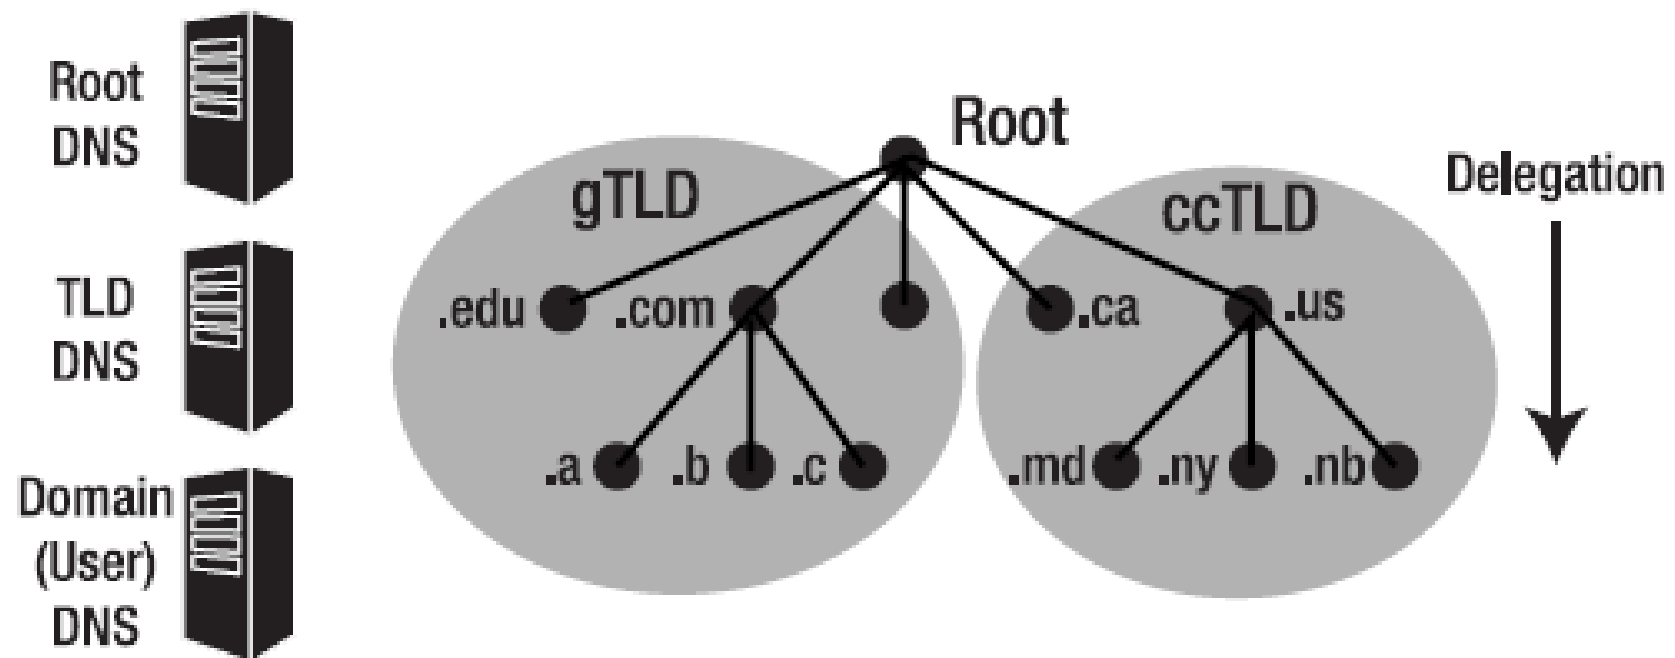 Root
DNS
TLD
DNS
Domain
(User)
DNS
Root
gTLD
ccTLD
Delegation
.edu
.com
.ca
.us
.a
.b
.c
.md
.ny
.nb